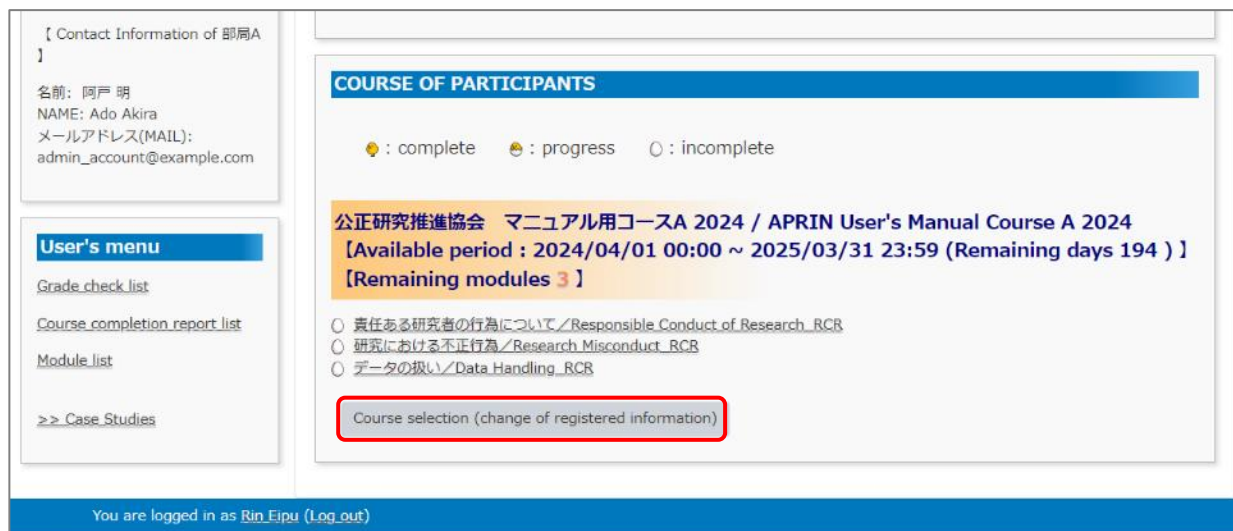 【 Contact Information of 部局A
】
名前: 阿戸 明
NAME: Ado Akira
メールアドレス(MAIL):
admin_account@example.com
User's menu
Grade check list
Course completion report list
Module list
>> Case Studies
COURSE OF PARTICIPANTS
: complete : progress : incomplete
公正研究推進協会 マニュアル用コースA 2024 / APRIN User's Manual Course A 2024
【Available period : 2024/04/01 00:00 ~ 2025/03/31 23:59 (Remaining days 194 ) 】
【Remaining modules 3 】
責任ある研究者の行為について／Responsible Conduct of Research_RCR
研究における不正行為／Research Misconduct_RCR
データの扱い／Data Handling_RCR
Course selection (change of registered information)
You are logged in as Rin Eipu (Log out)